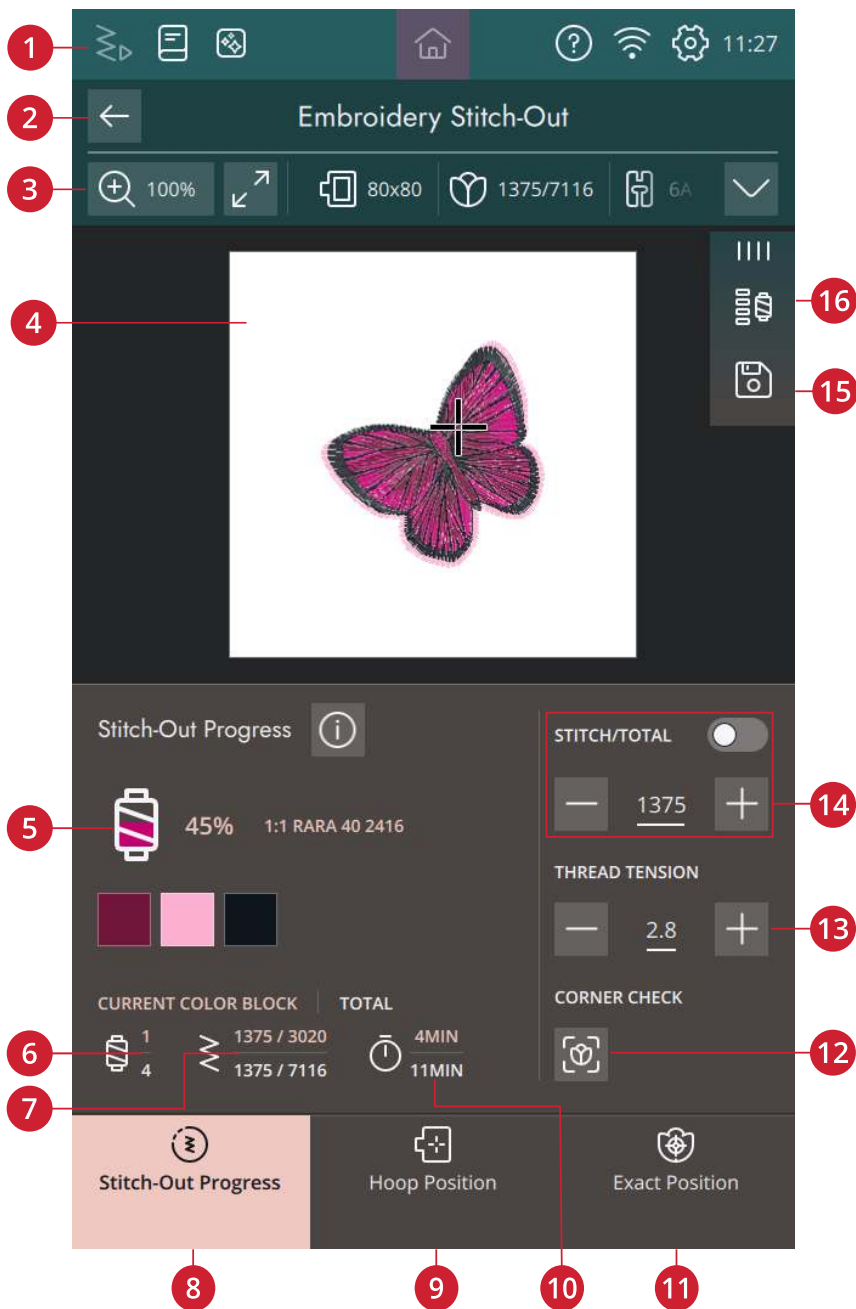 1
11:27
2
Embroidery Stitch-Out
3
100%
80x80
1375/7116
6A
4
16
15
Stitch-Out Progress
STITCH/TOTAL
1375
14
5
45%
1:1 RARA 40 2416
THREAD TENSION
2.8
13
CURRENT COLOR BLOCK
TOTAL
CORNER CHECK
6
1
4
1375 / 3020
1375 / 7116
4MIN
11MIN
12
7
Stitch-Out Progress
Hoop Position
Exact Position
8
9
10
11